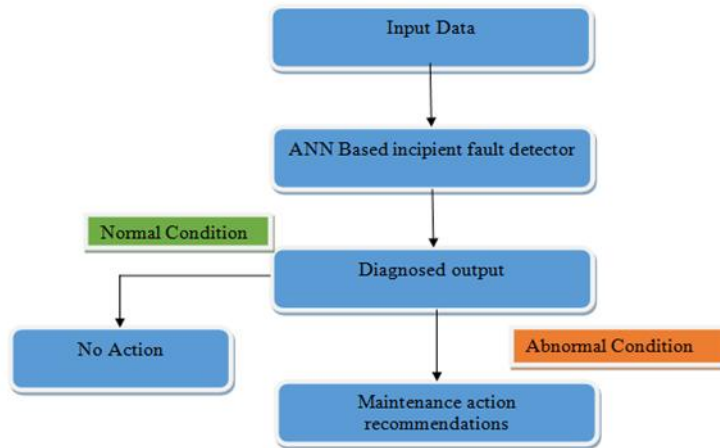 Input Data
ANN Based incipient fault detector
Normal Condition
Diagnosed output
No Action
Abnormal Condition
Maintenance action
recommendations